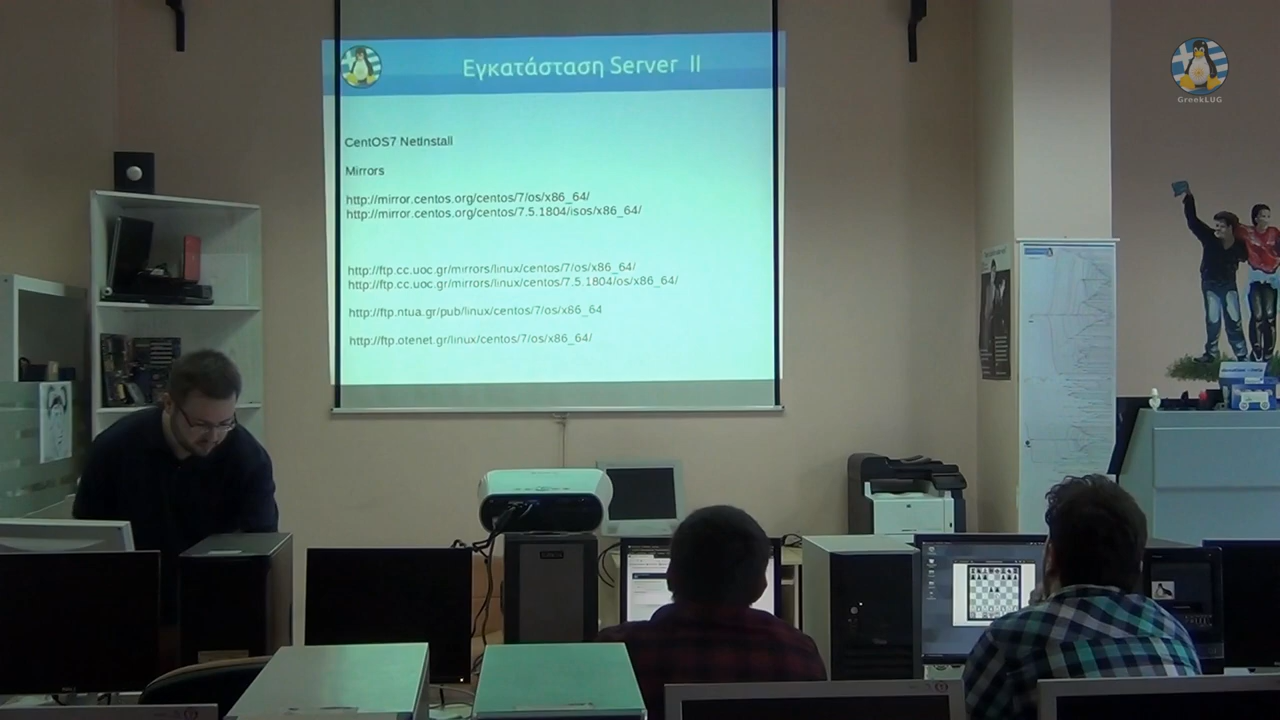 Εγκατάσταση Server II
CentOS7 NetInstall
Mirrors
http://mirror.centos.org/centos/7/os/x86_64/
http://mirror.centos.org/centos/7.5.1804/isos/x86_64/
http://ftp.cc.uoc.gr/mirrors/linux/centos/7/os/x86_64/
http://ftp.cc.uoc.gr/mirrors/linux/centos/7.5.1804/os/x86_64/
http://ftp.ntua.gr/pub/linux/centos/7/os/x86_64
http://ftp.otenet.gr/linux/centos/7/os/x86_64/
GreekLUG